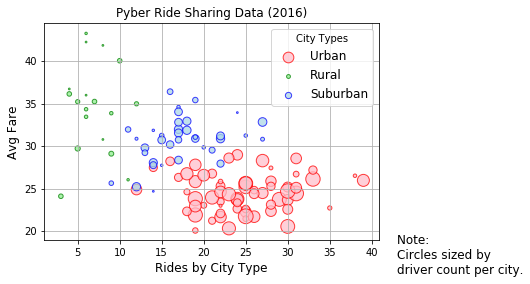 Pyber Ride Sharing Data (2016)
City Types
Urban
Rural
Suburban
Avg Fare
40
35
30
25
20
5
10
15
20
25
30
35
40
Rides by City Type
Note:
Circles sized by
driver count per city.